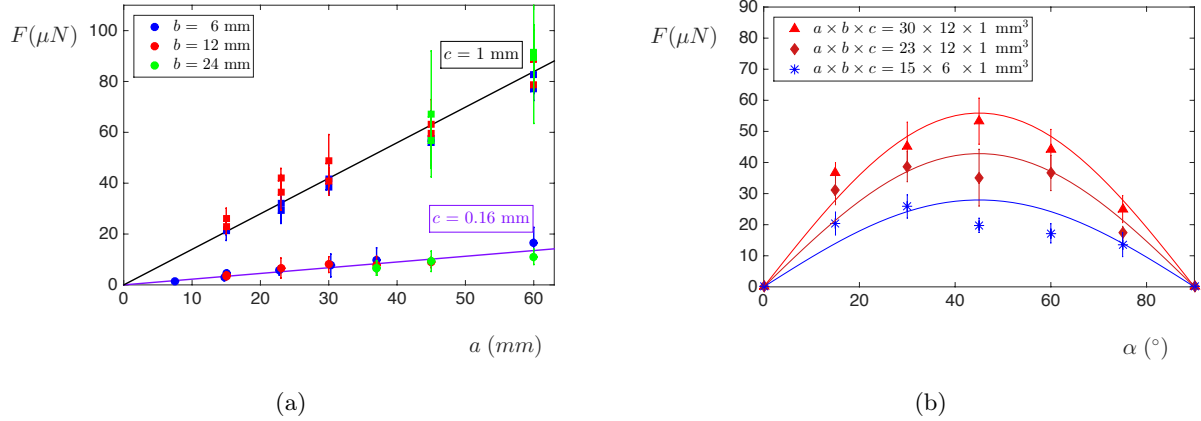 F(μN)
100
80
60
40
20
0
b = 6 mm
b = 12 mm
b = 24 mm
c = 1 mm
c = 0.16 mm
0 10 20 30 40 50 60
a (mm)
(a)
F(μN)
90
80
70
60
50
40
30
20
10
0
a × b × c = 30 × 12 × 1 mm³
a × b × c = 23 × 12 × 1 mm³
a × b × c = 15 × 6 × 1 mm³
0 20 40 60 80
α (°)
(b)